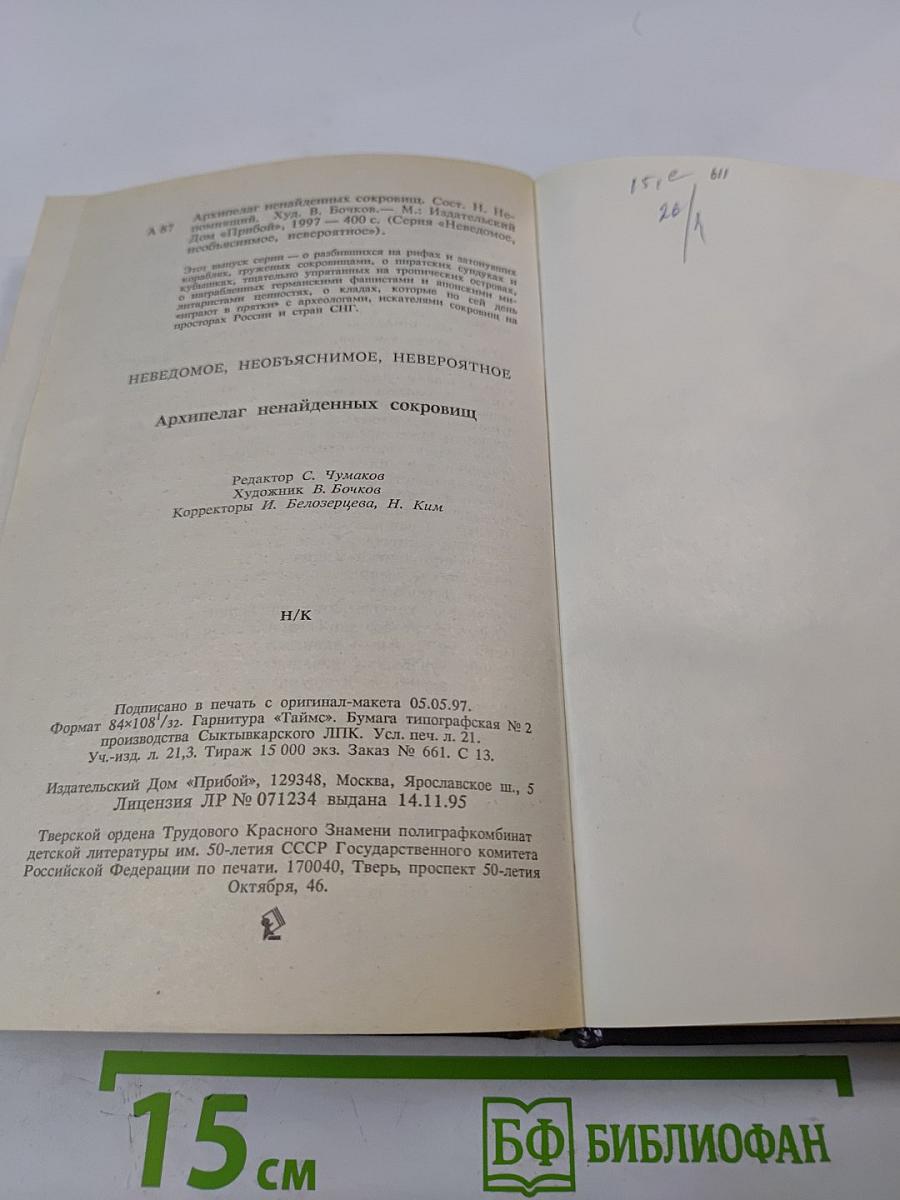 А 87
Архипелаг ненайденных сокровищ. Сост. Н. Не-
помнящий. Худ. В. Бочков.— М.: Издательский
Дом «Прибой», 1997 — 400 с. (Серия «Неведомое,
необъяснимое, невероятное»).
Этот выпуск серии — о разбившихся на рифах и затонувших
кораблях, груженых сокровищами, о пиратских сундуках и
кубышках, тщательно упрятанных на тропических островах,
о награбленных германскими фашистами и японскими ми-
литаристами ценностях, о кладах, которые по сей день
«играют в прятки» с археологами, искателями сокровищ на
просторах России и стран СНГ.
НЕВЕДОМОЕ, НЕОБЪЯСНИМОЕ, НЕВЕРОЯТНОЕ
Архипелаг ненайденных сокровищ
Редактор С. Чумаков
Художник В. Бочков
Корректоры И. Белозерцева, Н. Ким
Н/К
Подписано в печать с оригинал-макета 05.05.97.
Формат 84×108 1/32. Гарнитура «Таймс». Бумага типографская № 2
производства Сыктывкарского ЛПК. Усл. печ. л. 21.
Уч.-изд. л. 21,3. Тираж 15 000 экз. Заказ № 661. С 13.
Издательский Дом «Прибой», 129348, Москва, Ярославское ш., 5
Лицензия ЛР № 071234 выдана 14.11.95
Тверской ордена Трудового Красного Знамени полиграфкомбинат
детской литературы им. 50-летия СССР Государственного комитета
Российской Федерации по печати. 170040, Тверь, проспект 50-летия
Октября, 46.
15 см
БФ БИБЛИОФАН